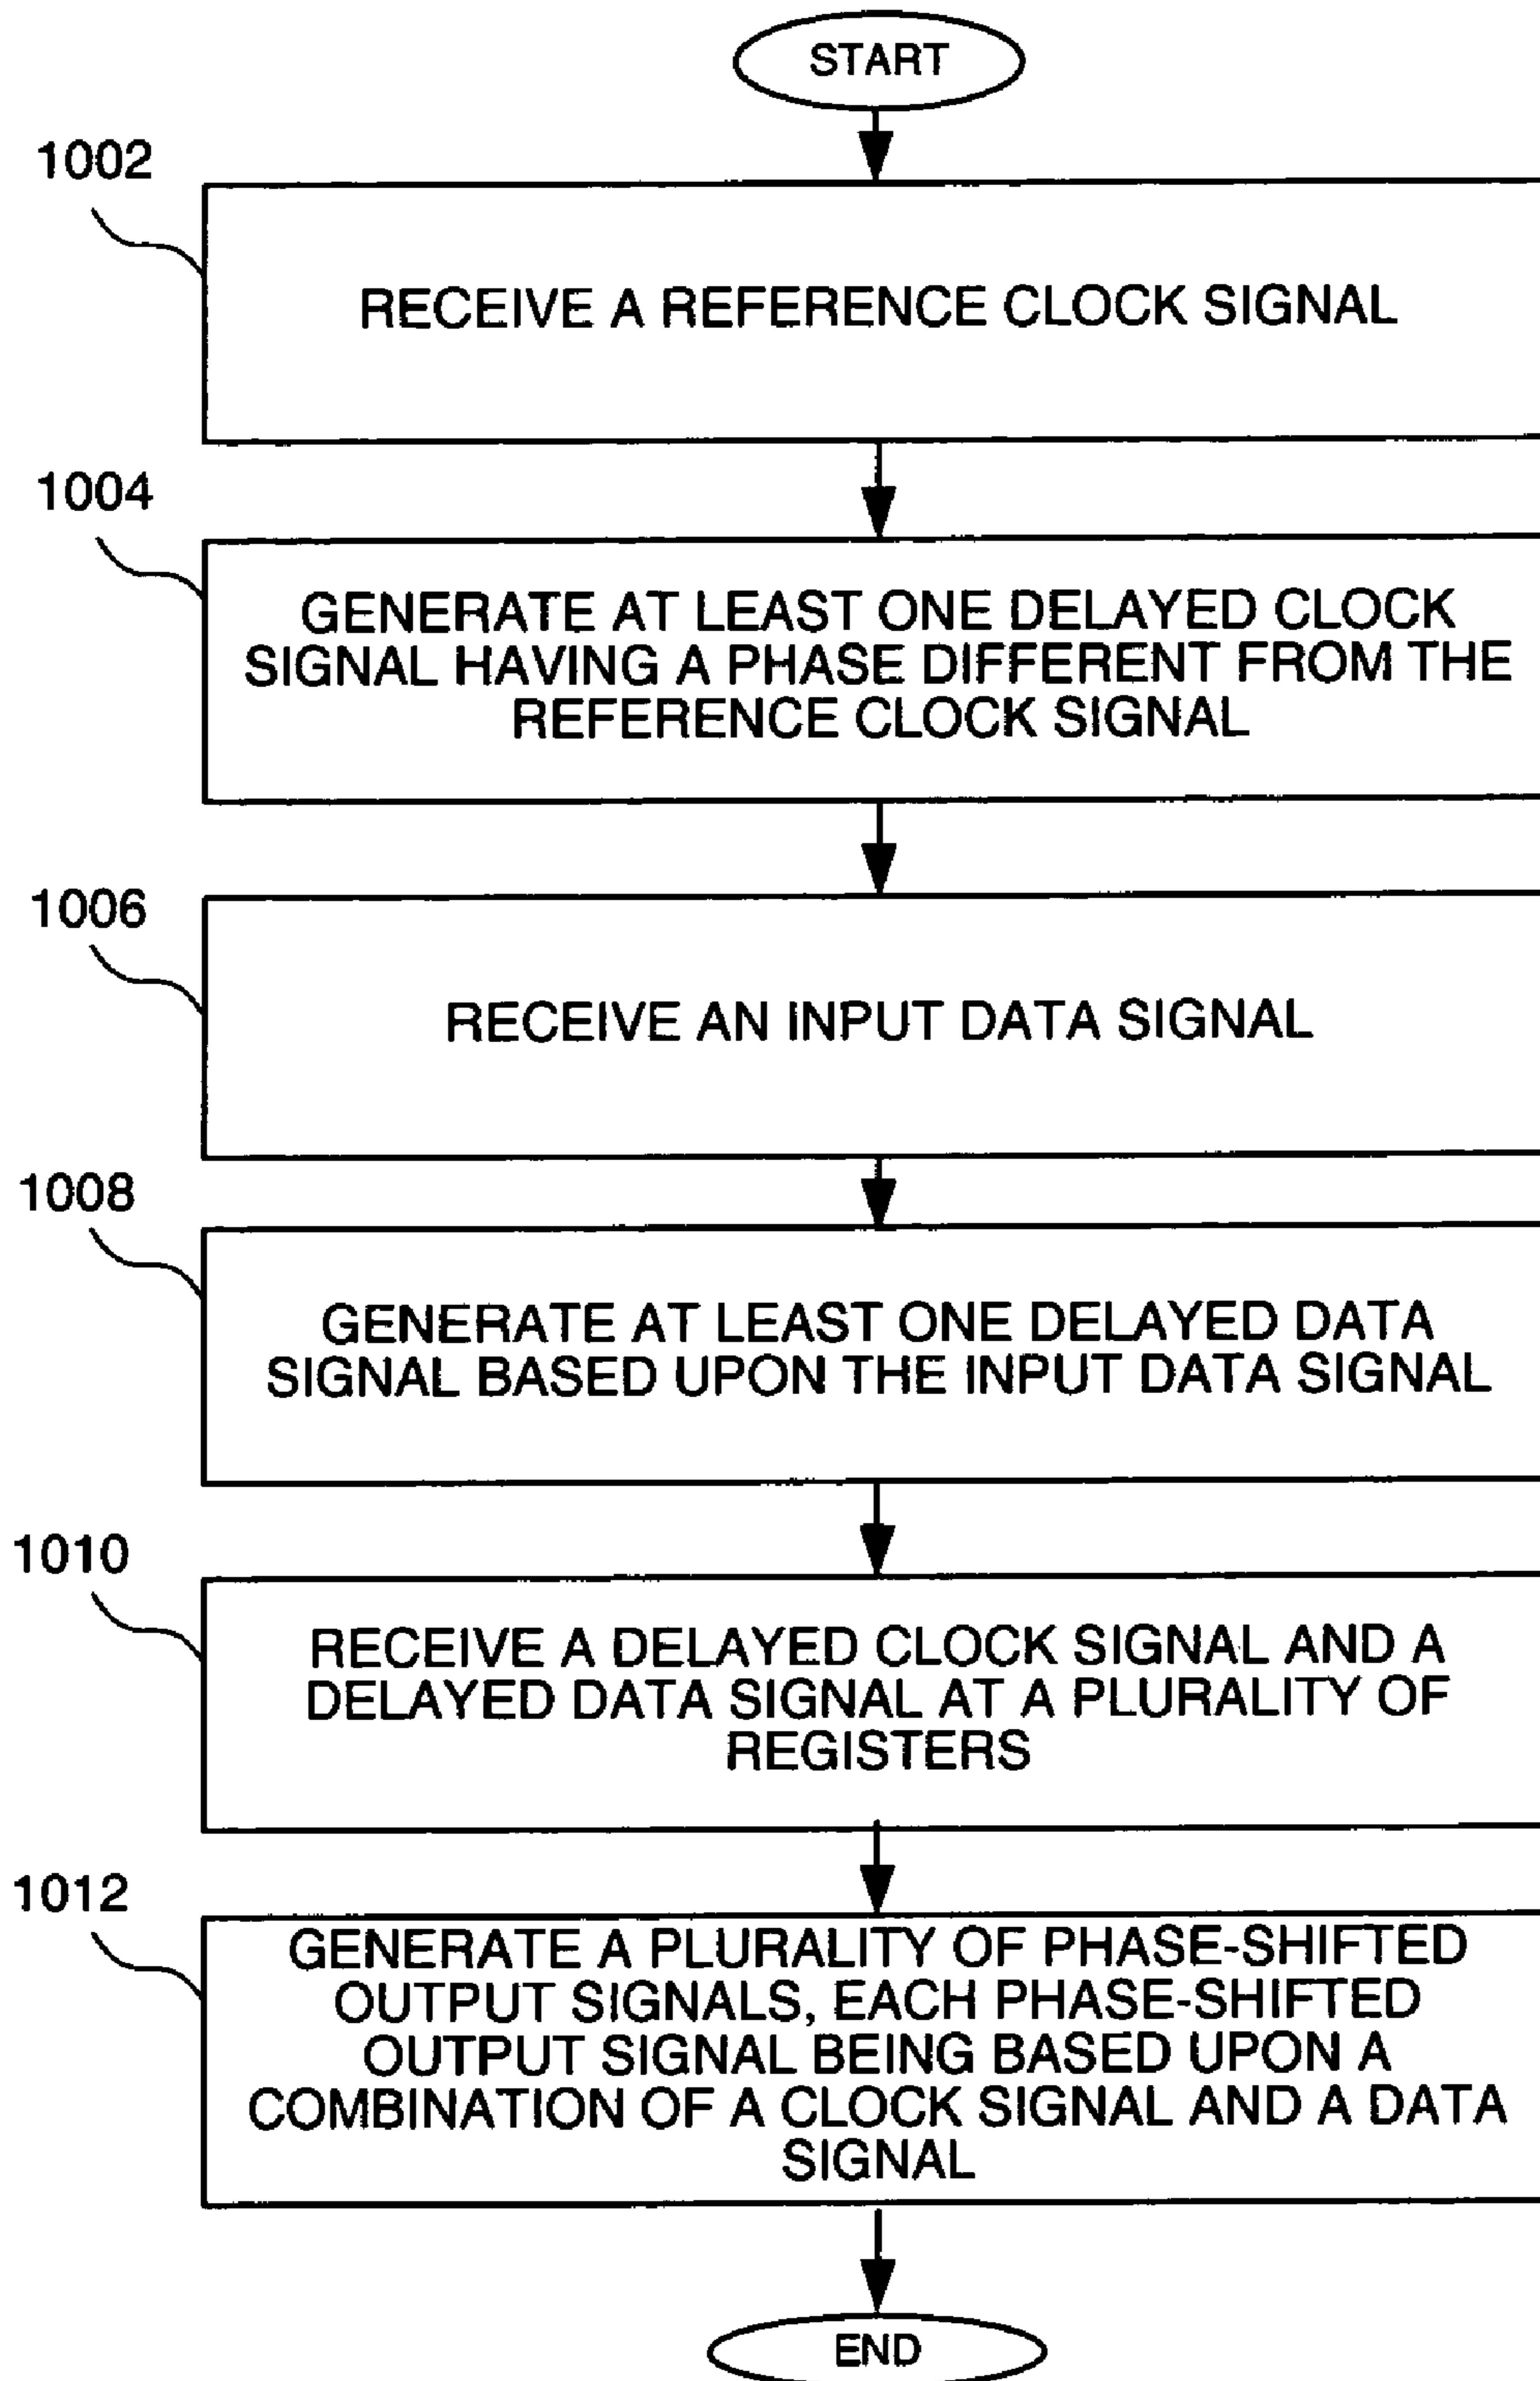 START
1002
RECEIVE A REFERENCE CLOCK SIGNAL
1004
GENERATE AT LEAST ONE DELAYED CLOCK
SIGNAL HAVING A PHASE DIFFERENT FROM THE
REFERENCE CLOCK SIGNAL
1006
RECEIVE AN INPUT DATA SIGNAL
1008
GENERATE AT LEAST ONE DELAYED DATA
SIGNAL BASED UPON THE INPUT DATA SIGNAL
1010
RECEIVE A DELAYED CLOCK SIGNAL AND A
DELAYED DATA SIGNAL AT A PLURALITY OF
REGISTERS
1012
GENERATE A PLURALITY OF PHASE-SHIFTED
OUTPUT SIGNALS, EACH PHASE-SHIFTED
OUTPUT SIGNAL BEING BASED UPON A
COMBINATION OF A CLOCK SIGNAL AND A DATA
SIGNAL
END